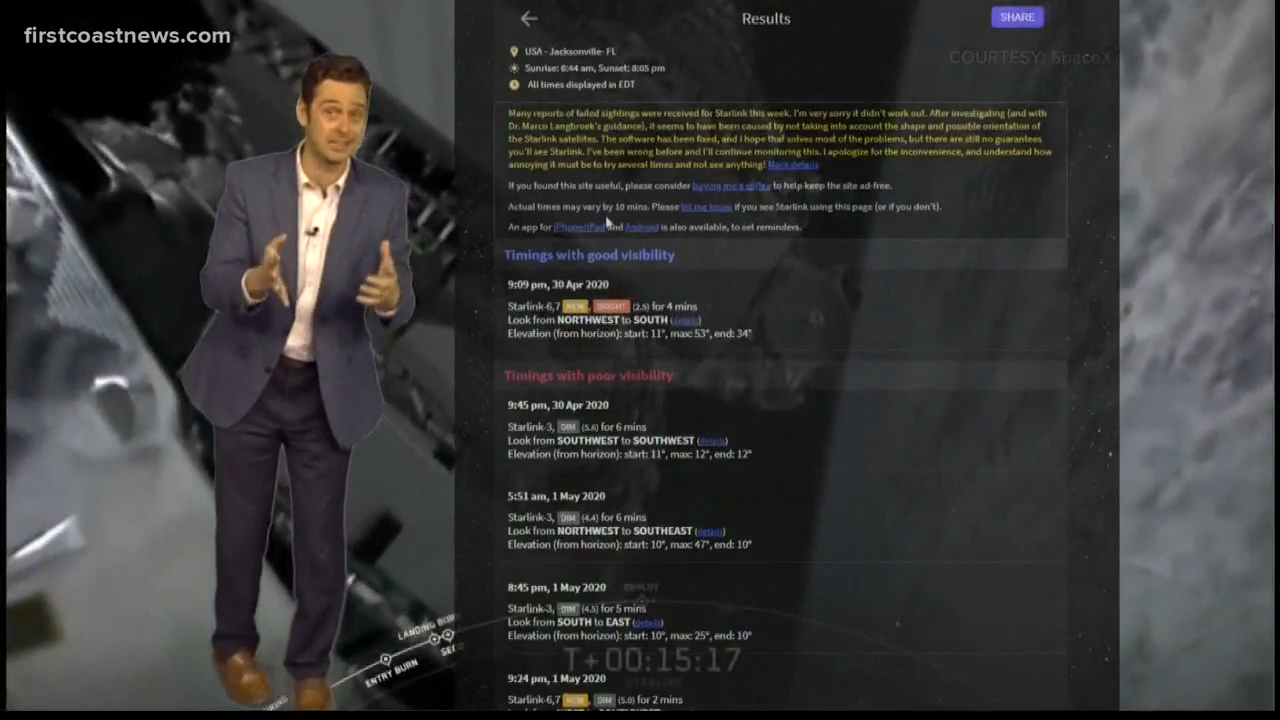 firstcoastnews.com
Results
SHARE
COURTESY: SpaceX
USA - Jacksonville- FL
Sunrise: 6:44 am, Sunset: 8:05 pm
All times displayed in EDT
Many reports of failed sightings were received for Starlink this week. I'm very sorry it didn't work out. After investigating (and with
Dr. Marco Langbroek's guidance), it seems to have been caused by not taking into account the shape and possible orientation of
the Starlink satellites. The software has been fixed, and I hope that solves most of the problems, but there are still no guarantees
you'll see Starlink. I've been wrong before and I'll continue monitoring this. I apologize for the inconvenience, and understand how
annoying it must be to try several times and not see anything! More details
If you found this site useful, please consider buying me a coffee to help keep the site ad-free.
Actual times may vary by 10 mins. Please let me know if you see Starlink using this page (or if you don't).
An app for iPhone/iPad and Android is also available, to set reminders.
Timings with good visibility
9:09 pm, 30 Apr 2020
Starlink-6,7 NEW, BRIGHT (2.5) for 4 mins
Look from NORTHWEST to SOUTH (details)
Elevation (from horizon): start: 11°, max: 53°, end: 34°
Timings with poor visibility
9:45 pm, 30 Apr 2020
Starlink-3, DIM (5.6) for 6 mins
Look from SOUTHWEST to SOUTHWEST (details)
Elevation (from horizon): start: 11°, max: 12°, end: 12°
5:51 am, 1 May 2020
Starlink-3, DIM (4.4) for 6 mins
Look from NORTHWEST to SOUTHEAST (details)
Elevation (from horizon): start: 10°, max: 47°, end: 10°
8:45 pm, 1 May 2020
DEPLOY
Starlink-3, DIM (4.5) for 5 mins
Look from SOUTH to EAST (details)
Elevation (from horizon): start: 10°, max: 25°, end: 10°
LANDING BURN
ENTRY BURN
T+00:15:17
STARLINK
9:24 pm, 1 May 2020
Starlink-6,7 NEW, DIM (5.0) for 2 mins